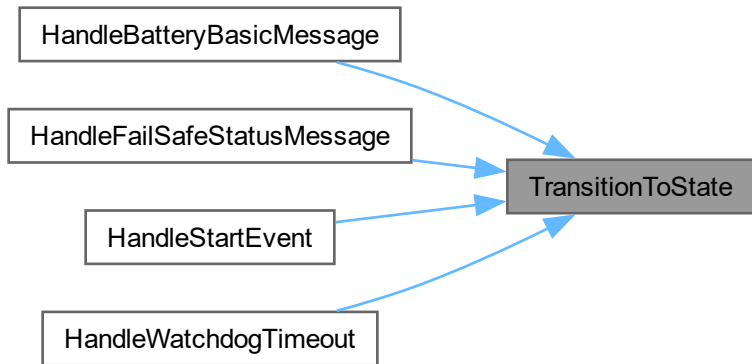 HandleBatteryBasicMessage
HandleFailSafeStatusMessage
TransitionToState
HandleStartEvent
HandleWatchdogTimeout